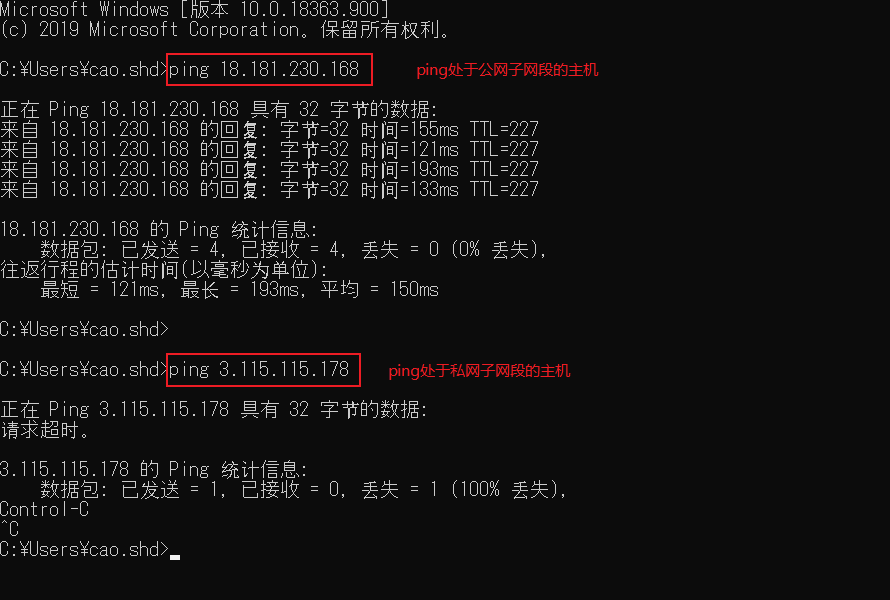 Microsoft Windows [版本 10.0.18363.900]
(c) 2019 Microsoft Corporation。保留所有权利。
C:¥Users¥cao.shd>ping 18.181.230.168 ping处于公网子网段的主机
正在 Ping 18.181.230.168 具有 32 字节的数据:
来自 18.181.230.168 的回复: 字节=32 时间=155ms TTL=227
来自 18.181.230.168 的回复: 字节=32 时间=121ms TTL=227
来自 18.181.230.168 的回复: 字节=32 时间=193ms TTL=227
来自 18.181.230.168 的回复: 字节=32 时间=133ms TTL=227
18.181.230.168 的 Ping 统计信息:
数据包: 已发送 = 4, 已接收 = 4, 丢失 = 0 (0% 丢失),
往返行程的估计时间(以毫秒为单位):
最短 = 121ms, 最长 = 193ms, 平均 = 150ms
C:¥Users¥cao.shd>
C:¥Users¥cao.shd>ping 3.115.115.178 ping处于私网子网段的主机
正在 Ping 3.115.115.178 具有 32 字节的数据:
请求超时。
3.115.115.178 的 Ping 统计信息:
数据包: 已发送 = 1, 已接收 = 0, 丢失 = 1 (100% 丢失),
Control-C
^C
C:¥Users¥cao.shd>